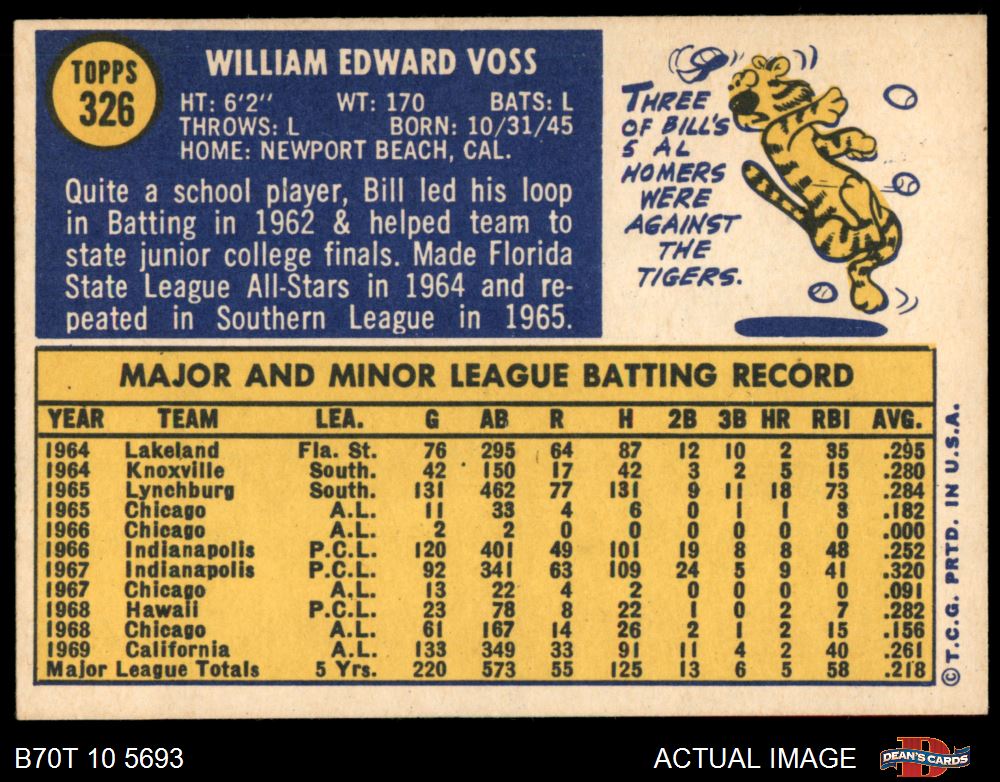 TOPPS
326
WILLIAM EDWARD VOSS
HT: 6'2'' WT: 170 BATS: L
THROWS: L BORN: 10/31/45
HOME: NEWPORT BEACH, CAL.
Quite a school player, Bill led his loop
in Batting in 1962 & helped team to
state junior college finals. Made Florida
State League All-Stars in 1964 and re-
peated in Southern League in 1965.
THREE
OF BILL'S
5 AL
HOMERS
WERE
AGAINST
THE
TIGERS.
MAJOR AND MINOR LEAGUE BATTING RECORD
YEAR TEAM LEA. G AB R H 2B 3B HR RBI AVG.
1964 Lakeland Fla. St. 76 295 64 87 12 10 2 35 .295
1964 Knoxville South. 42 150 17 42 3 2 5 15 .280
1965 Lynchburg South. 131 462 77 131 9 11 18 73 .284
1965 Chicago A.L. 11 33 4 6 0 1 1 3 .182
1966 Chicago A.L. 2 2 0 0 0 0 0 0 .000
1966 Indianapolis P.C.L. 120 401 49 101 19 8 8 48 .252
1967 Indianapolis P.C.L. 92 341 63 109 24 5 9 41 .320
1967 Chicago A.L. 13 22 4 2 0 0 0 0 .091
1968 Hawaii P.C.L. 23 78 8 22 1 0 2 7 .282
1968 Chicago A.L. 61 167 14 26 2 1 2 15 .156
1969 California A.L. 133 349 33 91 11 4 2 40 .261
Major League Totals 5 Yrs. 220 573 55 125 13 6 5 58 .218
© T.C.G. PRTD. IN U.S.A.
B70T 10 5693
ACTUAL IMAGE
D
DEAN'S CARDS